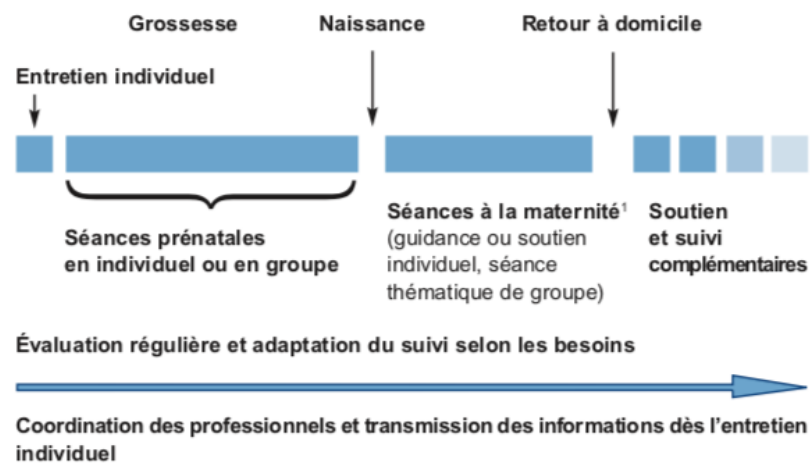 Grossesse Naissance Retour à domicile
Entretien individuel
Séances prénatales
en individuel ou en groupe
Séances à la maternité¹
(guidance ou soutien
individuel, séance
thématique de groupe)
Soutien
et suivi
complémentaires
Évaluation régulière et adaptation du suivi selon les besoins
Coordination des professionnels et transmission des informations dès l'entretien
individuel